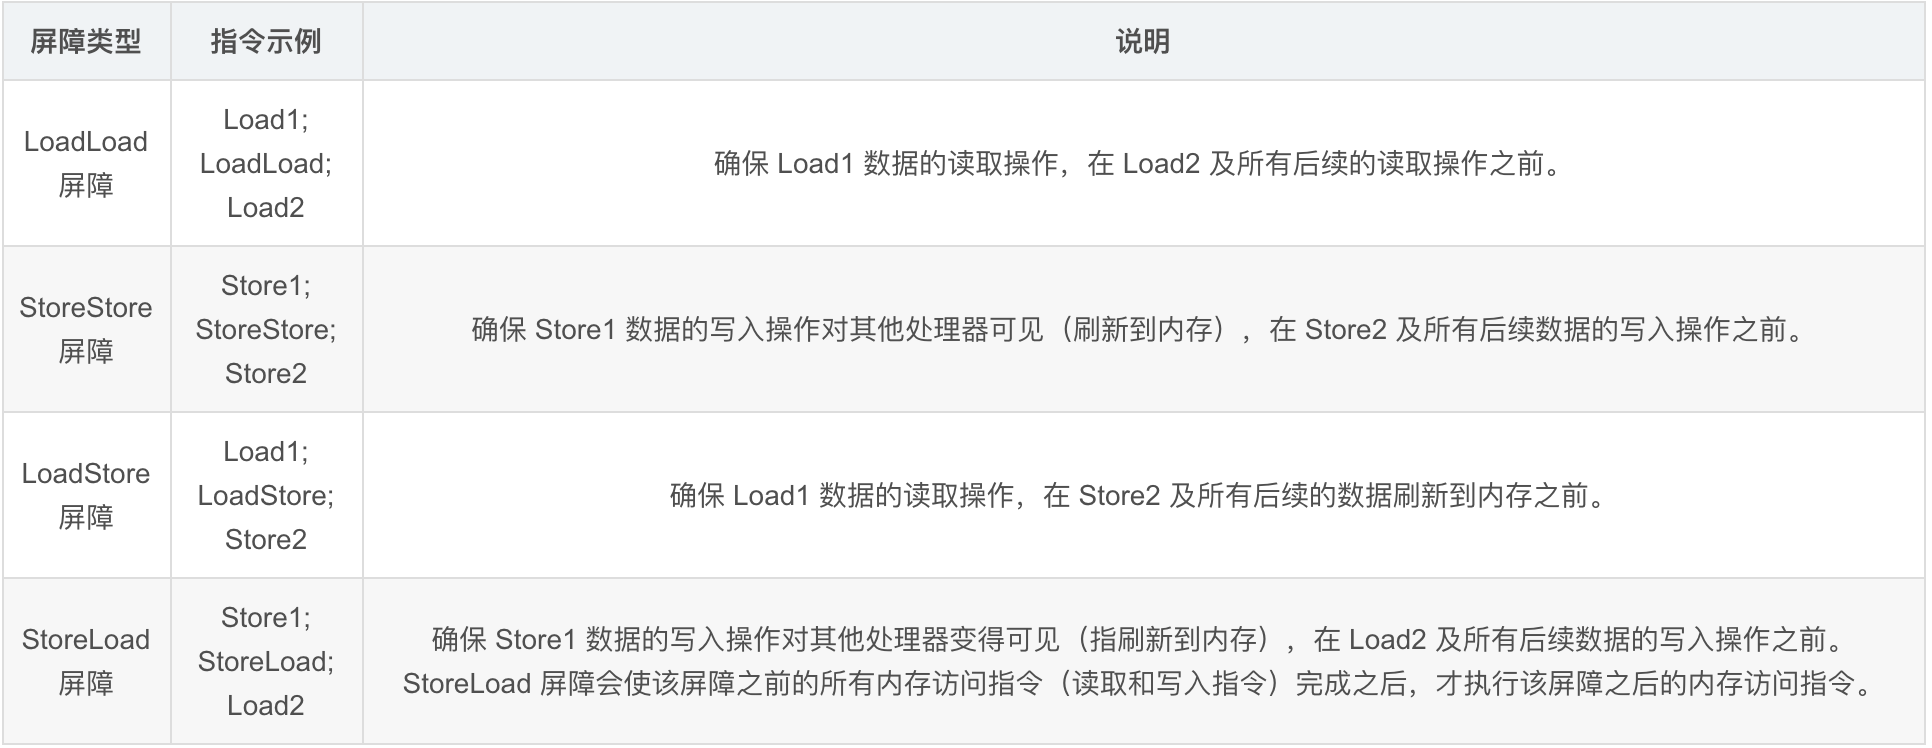 屏障类型 指令示例 说明
LoadLoad
屏障
Load1;
LoadLoad;
Load2
确保 Load1 数据的读取操作，在 Load2 及所有后续的读取操作之前。
StoreStore
屏障
Store1;
StoreStore;
Store2
确保 Store1 数据的写入操作对其他处理器可见（刷新到内存），在 Store2 及所有后续数据的写入操作之前。
LoadStore
屏障
Load1;
LoadStore;
Store2
确保 Load1 数据的读取操作，在 Store2 及所有后续的数据刷新到内存之前。
StoreLoad
屏障
Store1;
StoreLoad;
Load2
确保 Store1 数据的写入操作对其他处理器变得可见（指刷新到内存），在 Load2 及所有后续数据的写入操作之前。
StoreLoad 屏障会使该屏障之前的所有内存访问指令（读取和写入指令）完成之后，才执行该屏障之后的内存访问指令。